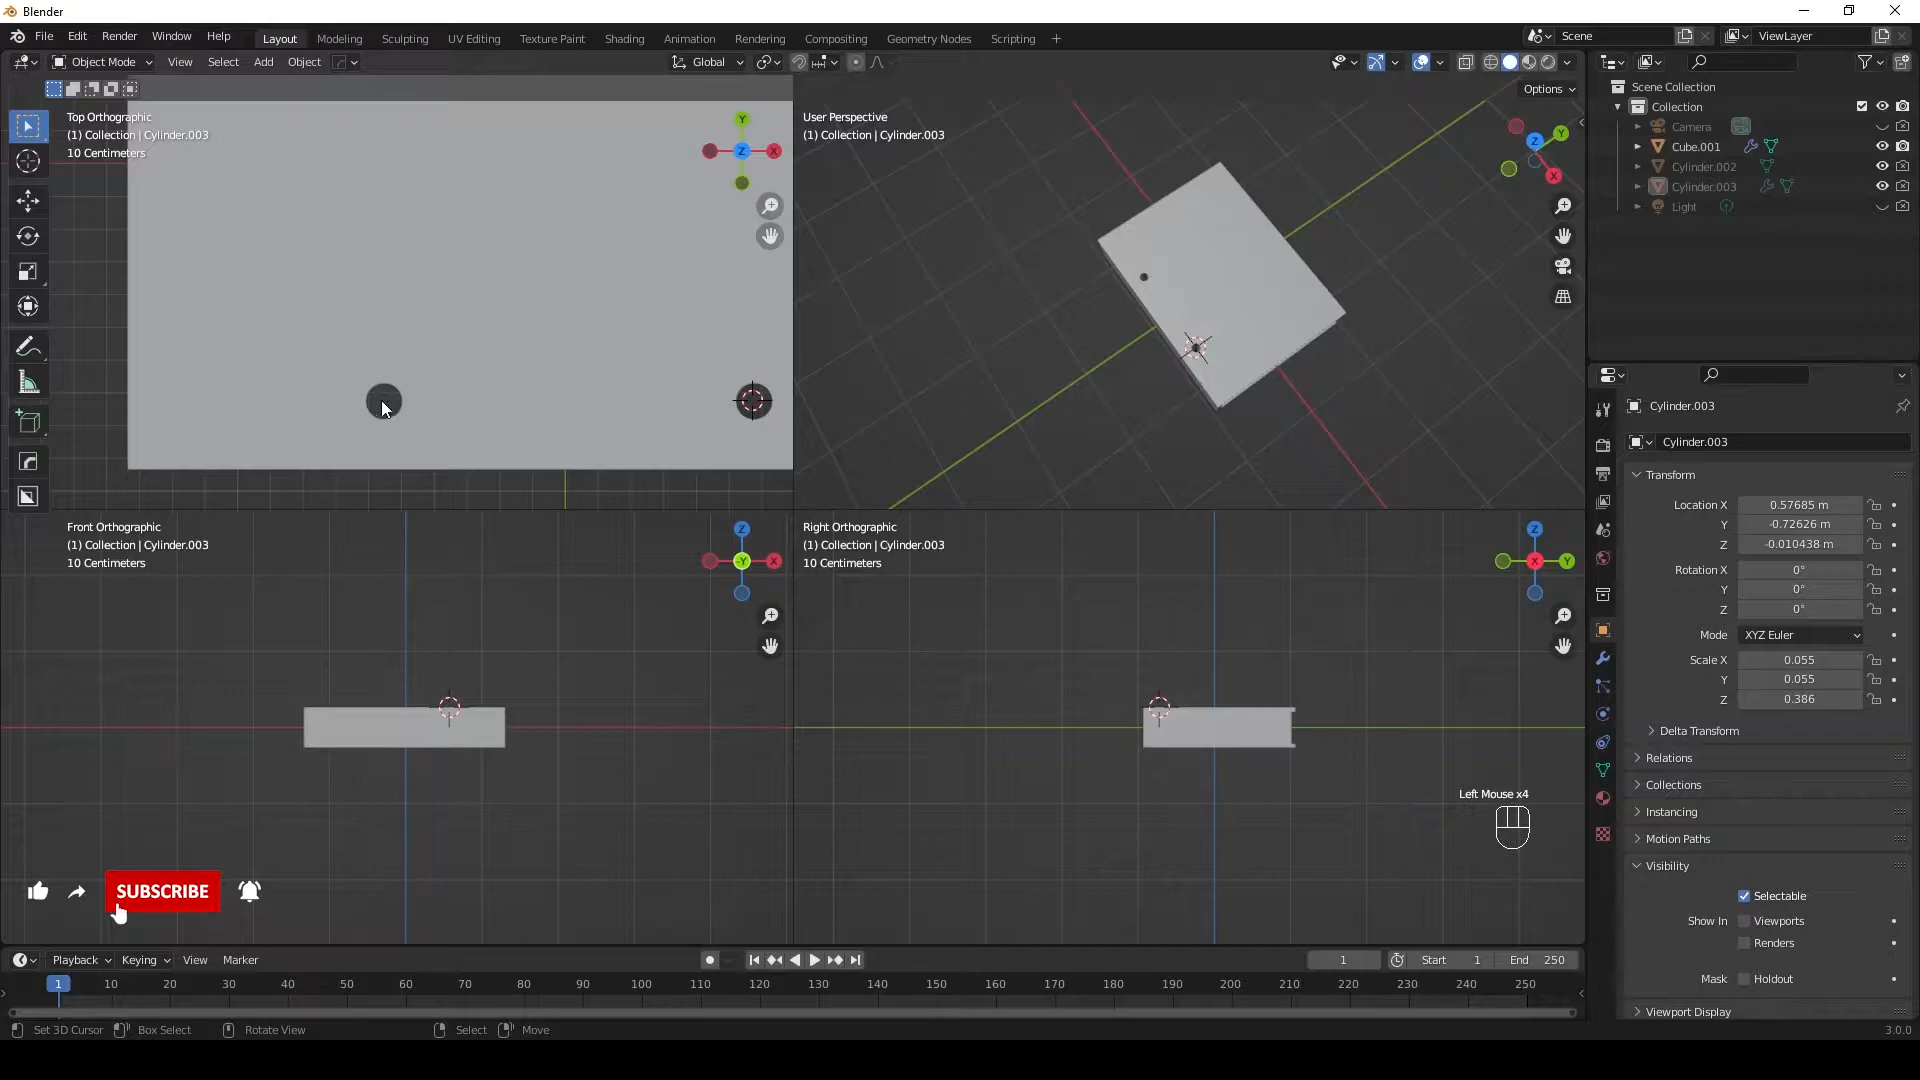 Blender
File Edit Render Window Help
Layout Modeling Sculpting UV Editing Texture Paint Shading Animation Rendering Compositing Geometry Nodes Scripting +
Scene
ViewLayer
Object Mode View Select Add Object
Global
Options
Top Orthographic
(1) Collection | Cylinder.003
10 Centimeters
Y
Z
X
User Perspective
(1) Collection | Cylinder.003
Y
Z
X
Front Orthographic
(1) Collection | Cylinder.003
10 Centimeters
Z
-Y
X
Right Orthographic
(1) Collection | Cylinder.003
10 Centimeters
Z
X
Y
Left Mouse x4
SUBSCRIBE
Scene Collection
Collection
Camera
Cube.001
Cylinder.002
Cylinder.003
Light
Cylinder.003
Cylinder.003
Transform
Location X 0.57685 m
Y -0.72626 m
Z -0.010438 m
Rotation X 0°
Y 0°
Z 0°
Mode XYZ Euler
Scale X 0.055
Y 0.055
Z 0.386
Delta Transform
Relations
Collections
Instancing
Motion Paths
Visibility
Selectable
Show In Viewports
Renders
Mask Holdout
Viewport Display
Playback Keying View Marker
1 Start 1 End 250
1 10 20 30 40 50 60 70 80 90 100 110 120 130 140 150 160 170 180 190 200 210 220 230 240 250
Set 3D Cursor Box Select Rotate View Select Move
3.0.0